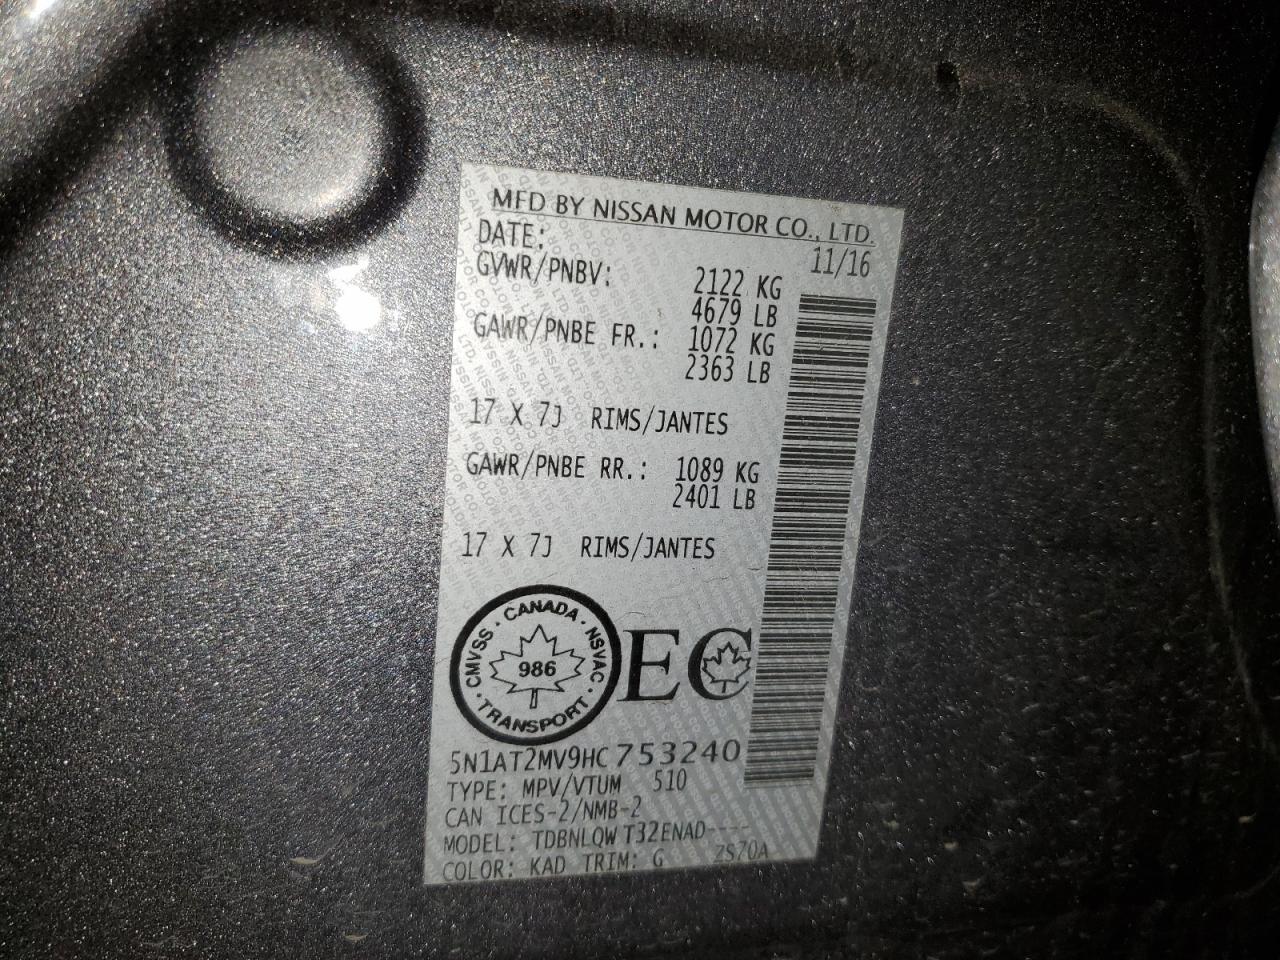 MFD BY NISSAN MOTOR CO., LTD.
DATE: 11/16
GVWR/PNBV: 2122 KG
4679 LB
GAWR/PNBE FR.: 1072 KG
2363 LB
17 X 7J RIMS/JANTES
GAWR/PNBE RR.: 1089 KG
2401 LB
17 X 7J RIMS/JANTES
CANADA · NSVAC · TRANSPORT · CMVSS ·
986
EC
5N1AT2MV9HC753240
TYPE: MPV/VTUM 510
CAN ICES-2/NMB-2
MODEL: TDBNLQW T32ENAD----
COLOR: KAD TRIM: G ZS70A